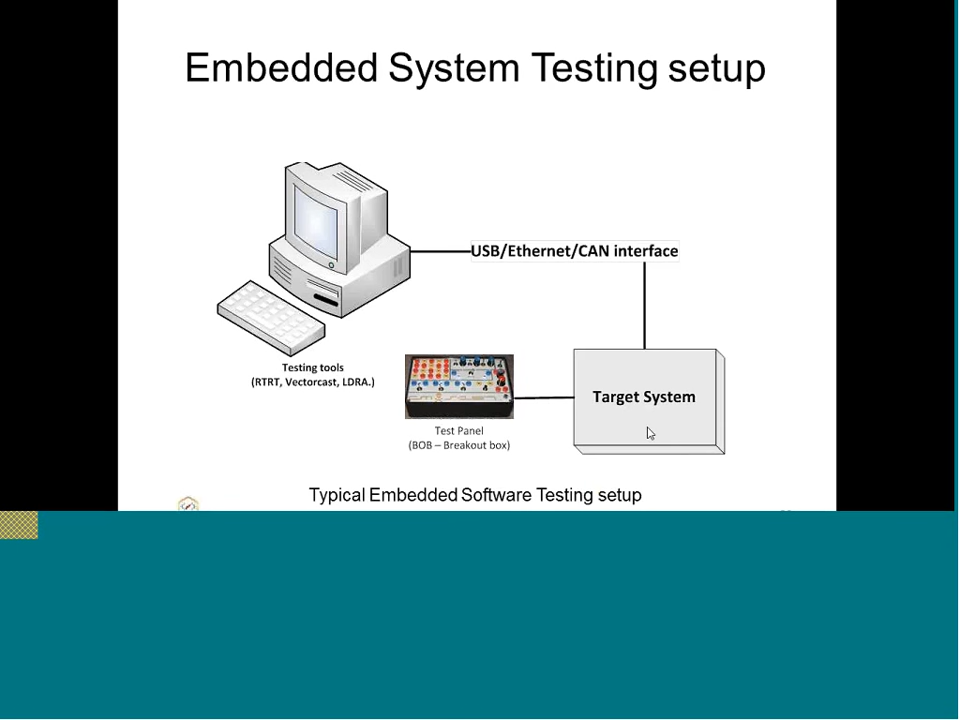 Embedded System Testing setup
USB/Ethernet/CAN interface
Testing tools
(RTRT, Vectorcast, LDRA.)
Target System
Test Panel
(BOB – Breakout box)
Typical Embedded Software Testing setup